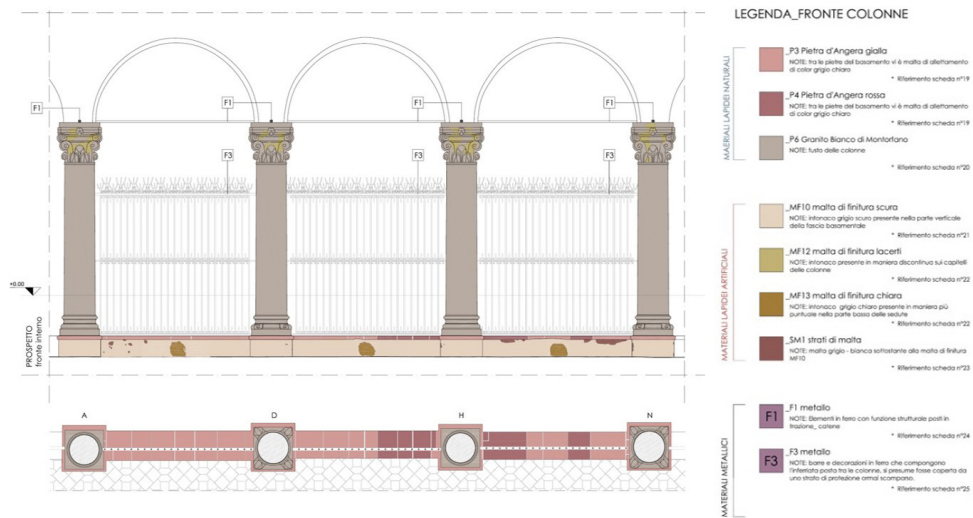 LEGENDA_FRONTE COLONNE
F1
F1
F1
F1
F3
F3
F3
+0.00
PROSPETTO
fronte interno
A
D
H
N
MAERIALI LAPIDEI NATURALI
_P3 Pietra d'Angera gialla
NOTE: tra le pietre del basamento vi è malta di allettamento
di color grigio chiaro
* Riferimento scheda n°19
_P4 Pietra d'Angera rossa
NOTE: tra le pietre del basamento vi è malta di allettamento
di color grigio chiaro
* Riferimento scheda n°19
_P6 Granito Bianco di Montorfano
NOTE: fusto delle colonne
* Riferimento scheda n°20
MATERIALI LAPIDEI ARTIFICIALI
_MF10 malta di finitura scura
NOTE: intonaco grigio scuro presente nella parte verticale
della fascia basamentale
* Riferimento scheda n°21
_MF12 malta di finitura lacerti
NOTE: intonaco presente in maniera discontinua sui capitelli
delle colonne
* Riferimento scheda n°22
_MF13 malta di finitura chiara
NOTE: intonaco grigio chiaro presente in maniera più
puntuale nella parte bassa delle sedute
* Riferimento scheda n°22
_SM1 strati di malta
NOTE: malta grigio - bianca sottostante alla malta di finitura
MF10
* Riferimento scheda n°23
MATERIALI METALLICI
F1
_F1 metallo
NOTE: Elementi in ferro con funzione strutturale posti in
trazione_ catene
* Riferimento scheda n°24
F3
_F3 metallo
NOTE: barre e decorazioni in ferro che compongono
l'inferriata posta tra le colonne, si presume fosse coperta da
uno strato di protezione ormai scomparso.
* Riferimento scheda n°25